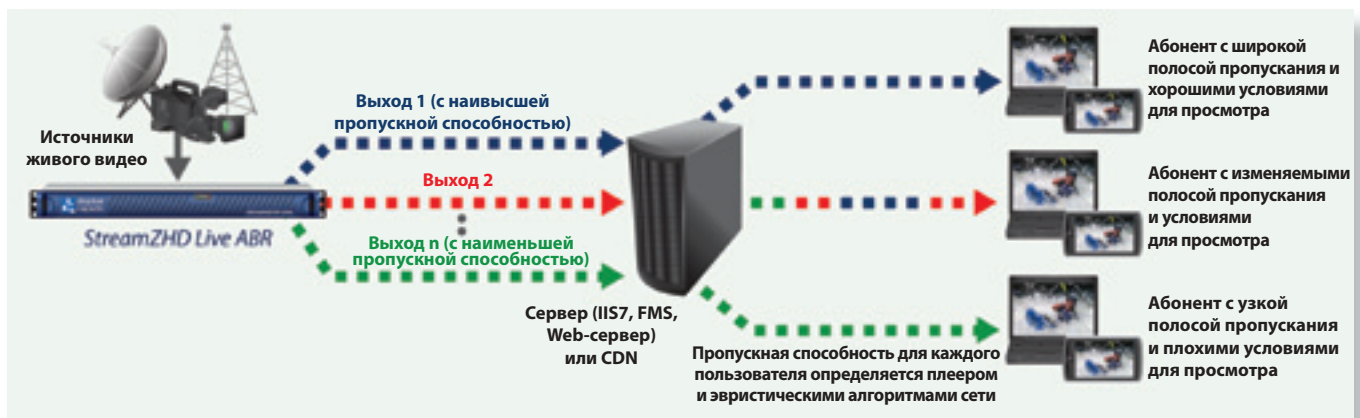 Источники
живого видео
StreamZHD Live ABR
Выход 1 (с наивысшей
пропускной способностью)
Выход 2
Выход n (с наименьшей
пропускной способностью)
Сервер (IIS7, FMS,
Web-сервер)
или CDN
Пропускная способность для каждого
пользователя определяется плеером
и эвристическими алгоритмами сети
Абонент с широкой
полосой пропускания и
хорошими условиями
для просмотра
Абонент с изменяемыми
полосой пропускания
и условиями
для просмотра
Абонент с узкой
полосой пропускания
и плохими условиями
для просмотра